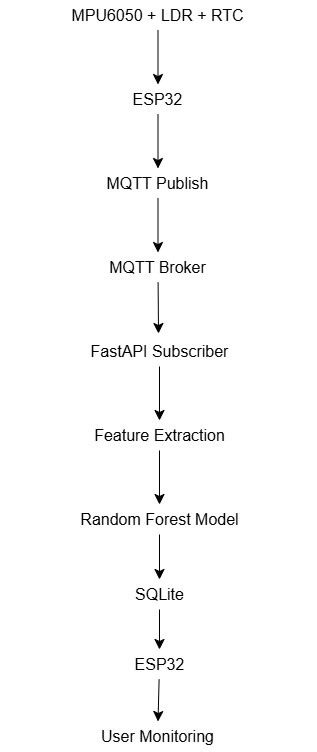 MPU6050 + LDR + RTC
ESP32
MQTT Publish
MQTT Broker
FastAPI Subscriber
Feature Extraction
Random Forest Model
SQLite
ESP32
User Monitoring